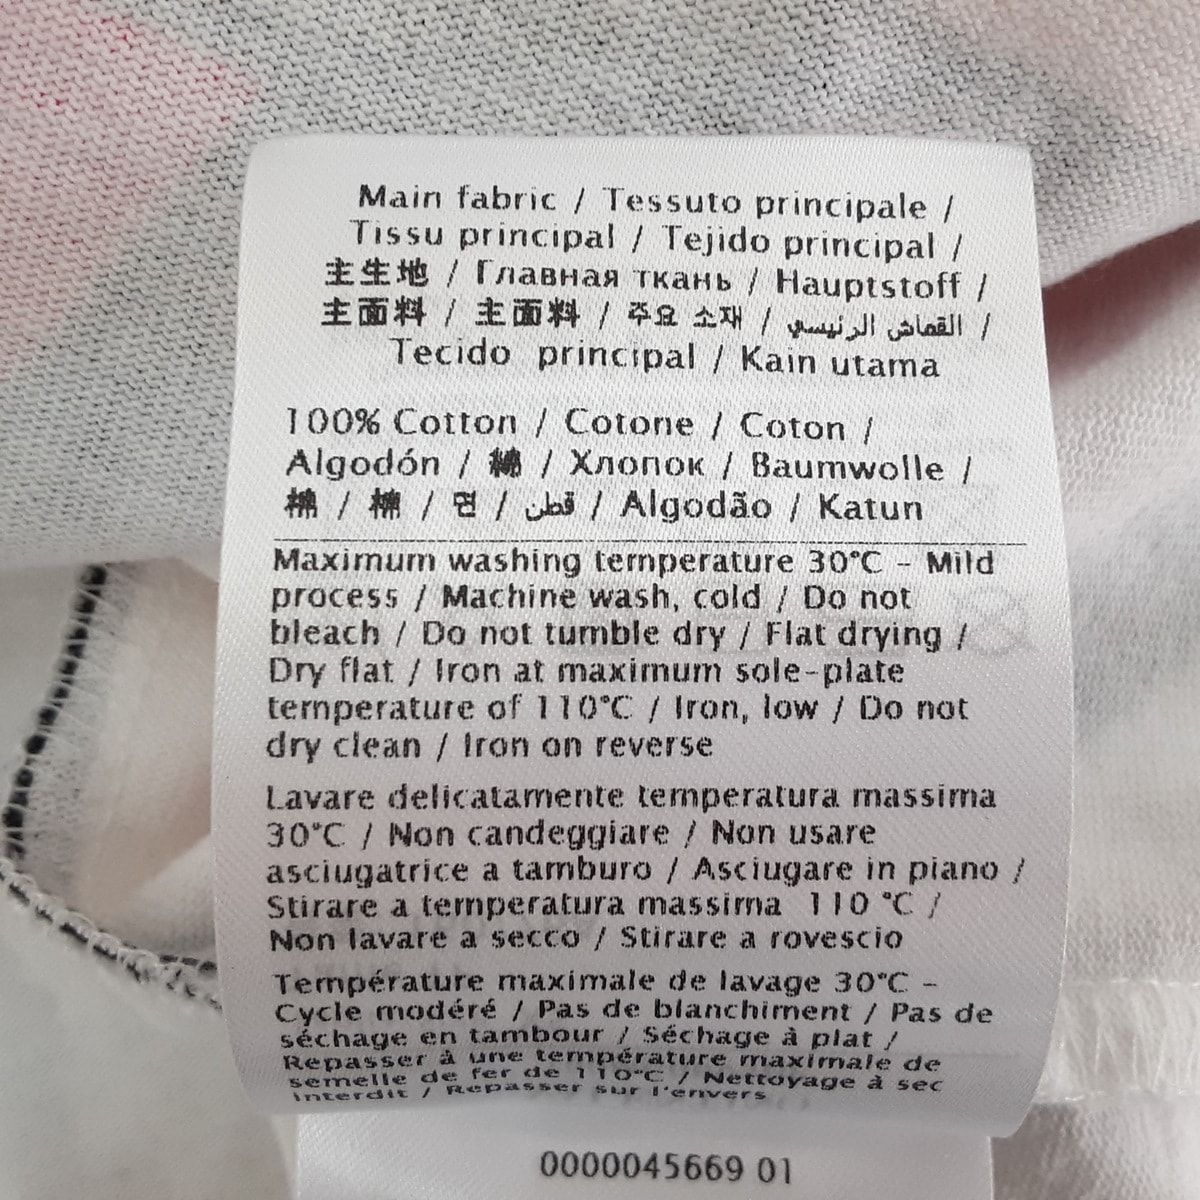 Main fabric / Tessuto principale /
Tissu principal / Tejido principal /
主生地 / Главная ткань / Hauptstoff /
主面料 / 主面料 / 주요 소재 / القماش الرئيسي /
Tecido principal / Kain utama
100% Cotton / Cotone / Coton /
Algodón / 綿 / Хлопок / Baumwolle /
棉 / 棉 / 면 / قطن / Algodão / Katun
Maximum washing temperature 30°C - Mild
process / Machine wash, cold / Do not
bleach / Do not tumble dry / Flat drying /
Dry flat / Iron at maximum sole-plate
temperature of 110°C / Iron, low / Do not
dry clean / Iron on reverse
Lavare delicatamente temperatura massima
30°C / Non candeggiare / Non usare
asciugatrice a tamburo / Asciugare in piano /
Stirare a temperatura massima 110 °C /
Non lavare a secco / Stirare a rovescio
Température maximale de lavage 30°C -
Cycle modéré / Pas de blanchiment / Pas de
séchage en tambour / Séchage à plat /
Repasser à une température maximale de
semelle de fer de 110°C / Nettoyage à sec
interdit / Repasser sur l'envers
0000045669 01